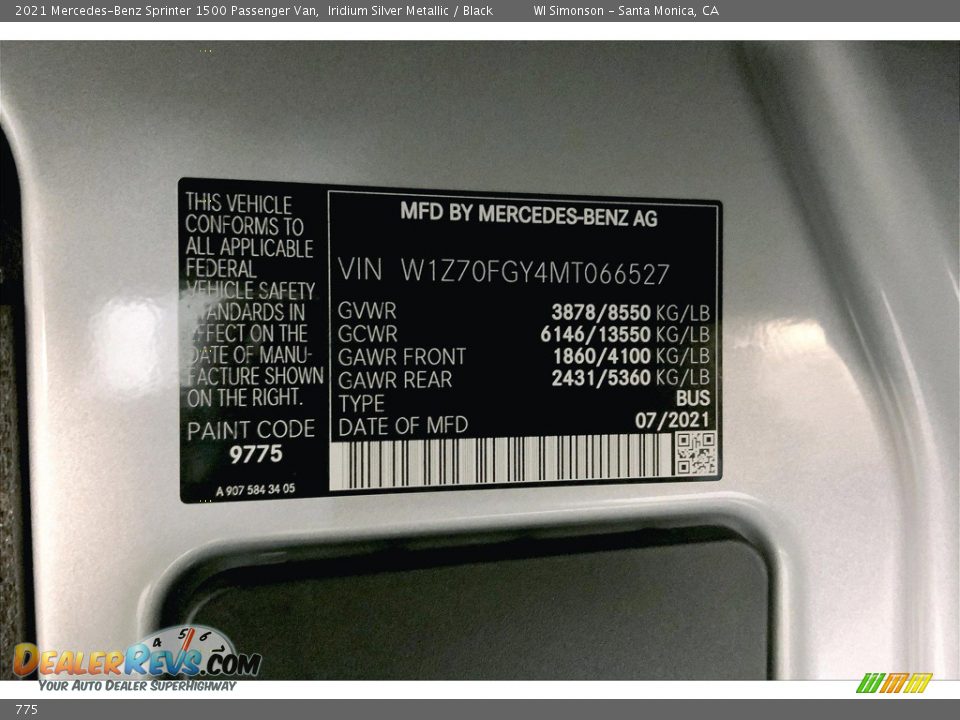 2021 Mercedes-Benz Sprinter 1500 Passenger Van, Iridium Silver Metallic / Black WI Simonson - Santa Monica, CA
THIS VEHICLE
CONFORMS TO
ALL APPLICABLE
FEDERAL
VEHICLE SAFETY
STANDARDS IN
EFFECT ON THE
DATE OF MANU-
FACTURE SHOWN
ON THE RIGHT.
PAINT CODE
9775
A 907 584 34 05
MFD BY MERCEDES-BENZ AG
VIN W1Z70FGY4MT066527
GVWR 3878/8550 KG/LB
GCWR 6146/13550 KG/LB
GAWR FRONT 1860/4100 KG/LB
GAWR REAR 2431/5360 KG/LB
TYPE BUS
DATE OF MFD 07/2021
4 5 6
DEALERREVS.COM
YOUR AUTO DEALER SUPERHIGHWAY
775